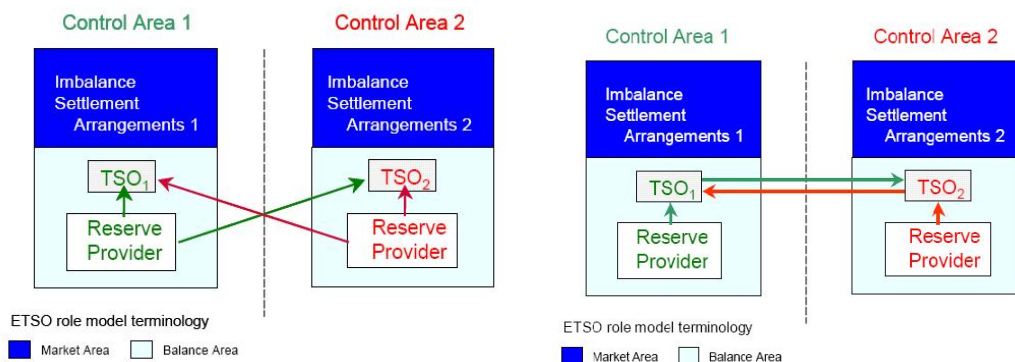 Control Area 1
Control Area 2
Imbalance
Settlement
Arrangements 1
Imbalance
Settlement
Arrangements 2
TSO₁
TSO₂
Reserve
Provider
Reserve
Provider
ETSO role model terminology
Market Area
Balance Area
Control Area 1
Control Area 2
Imbalance
Settlement
Arrangements 1
Imbalance
Settlement
Arrangements 2
TSO₁
TSO₂
Reserve
Provider
Reserve
Provider
ETSO role model terminology
Market Area
Balance Area